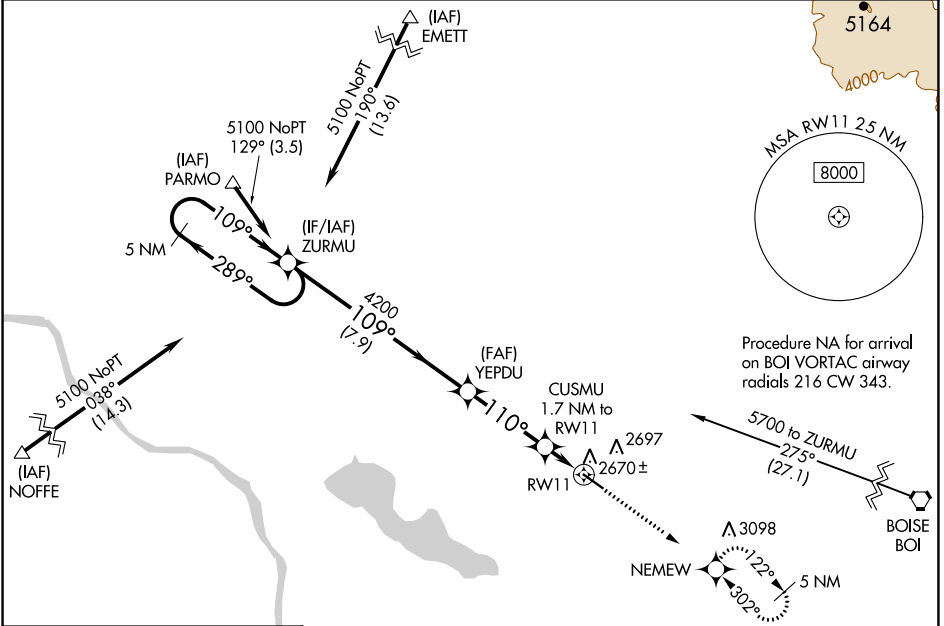 (IAF)
EMETT
5164
4000
5100 NoPT
190°
(13.6)
5100 NoPT
129° (3.5)
MSA RW11 25 NM
8000
(IAF)
PARMO
109°
5 NM
289°
(IF/IAF)
ZURMU
4200
109°
(7.9)
Procedure NA for arrival
on BOI VORTAC airway
radials 216 CW 343.
5100 NoPT
038°
(14.3)
(IAF)
NOFFE
(FAF)
YEPDU
110°
CUSMU
1.7 NM to
RW11
2697
2670±
RW11
5700 to ZURMU
275°
(27.1)
BOISE
BOI
3098
NEMEW
122°
302°
5 NM